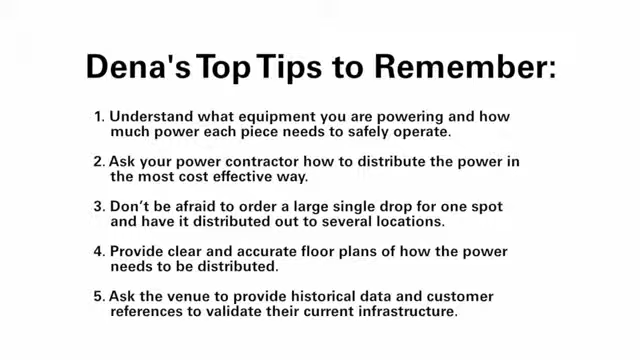 Dena's Top Tips to Remember:
1. Understand what equipment you are powering and how
much power each piece needs to safely operate.
2. Ask your power contractor how to distribute the power in
the most cost effective way.
3. Don’t be afraid to order a large single drop for one spot
and have it distributed out to several locations.
4. Provide clear and accurate floor plans of how the power
needs to be distributed.
5. Ask the venue to provide historical data and customer
references to validate their current infrastructure.